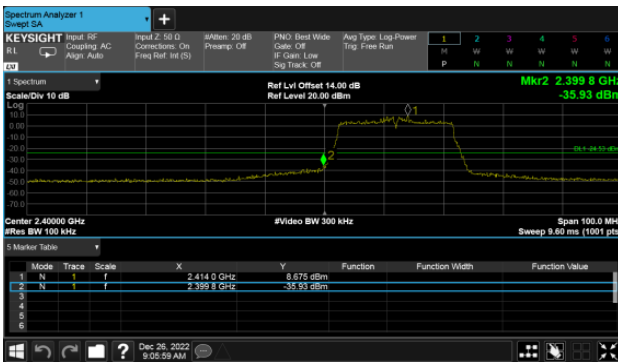 Spectrum Analyzer 1
Swept SA
+
KEYSIGHT Input: RF Input Z: 50 Ω #Atten: 20 dB PNO: Best Wide Avg Type: Log-Power 1 2 3 4 5 6
RL Coupling: AC Corrections: On Preamp: Off Gate: Off Trig: Free Run M W W W W W
Align: Auto Freq Ref: Int (S) IF Gain: Low
LXI Sig Track: Off P N N N N N
1 Spectrum Ref Lvl Offset 14.00 dB Mkr2 2.399 8 GHz
Scale/Div 10 dB Ref Level 20.00 dBm -35.93 dBm
Log
10.0 1
0.00
-10.0
-20.0 DL1 -24.53 dBm
-30.0 2
-40.0
-50.0
-60.0
-70.0
Center 2.40000 GHz #Video BW 300 kHz Span 100.0 MHz
#Res BW 100 kHz Sweep 9.60 ms (1001 pts)
5 Marker Table
Mode Trace Scale X Y Function Function Width Function Value
1 N 1 f 2.414 0 GHz 8.675 dBm
2 N 1 f 2.399 8 GHz -35.93 dBm
3
4
5
6
? Dec 26, 2022
9:05:59 AM